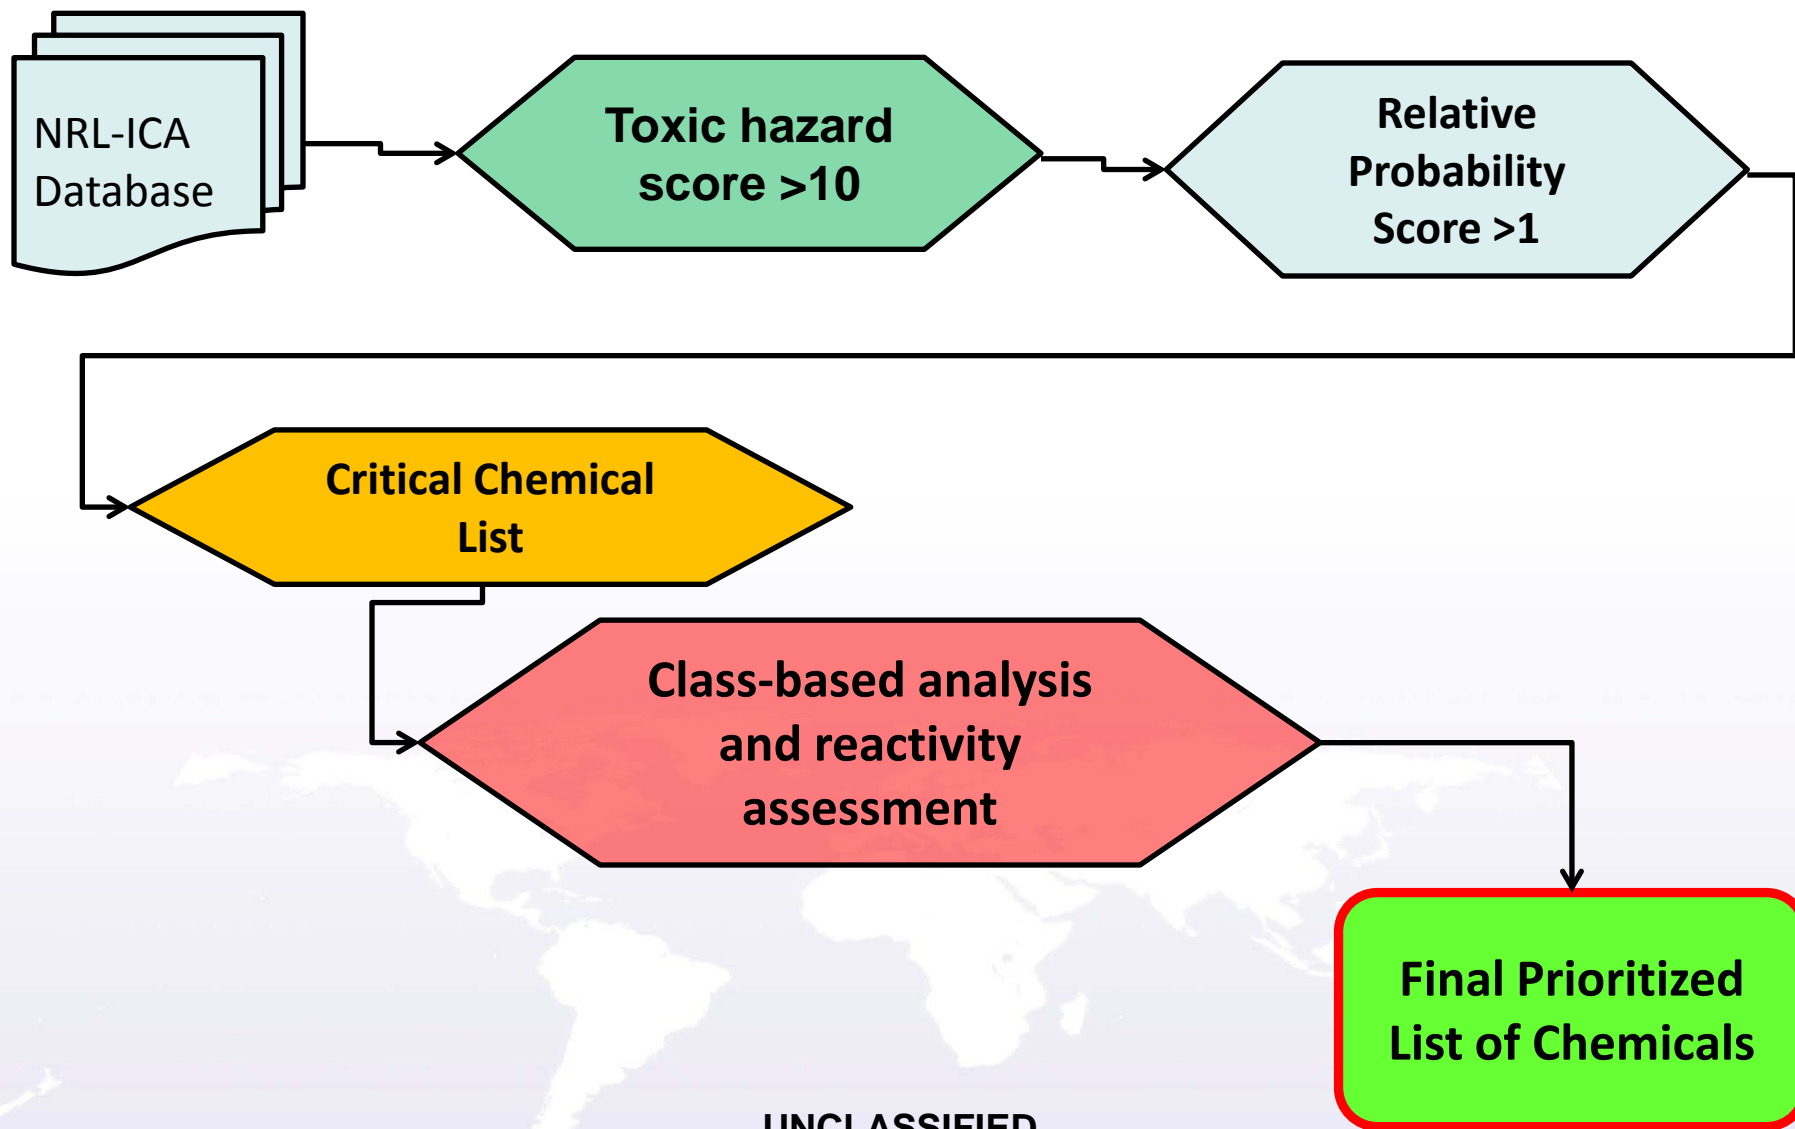 NRL-ICA
Database
Toxic hazard
score >10
Relative
Probability
Score >1
Critical Chemical
List
Class-based analysis
and reactivity
assessment
Final Prioritized
List of Chemicals
UNCLASSIFIED